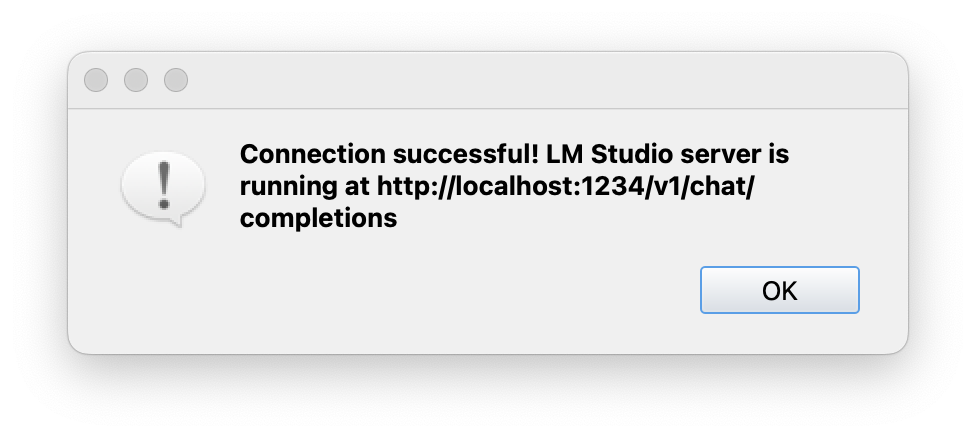 Connection successful! LM Studio server is
running at http://localhost:1234/v1/chat/
completions
OK